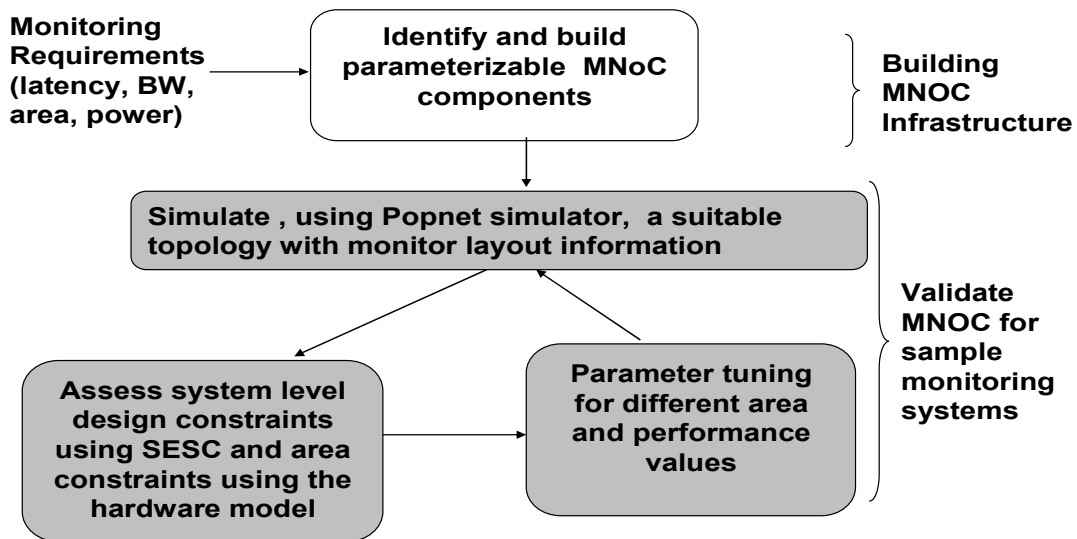 Monitoring
Requirements
(latency, BW,
area, power)
Identify and build
parameterizable MNoC
components
Building
MNOC
Infrastructure
Simulate , using Popnet simulator, a suitable
topology with monitor layout information
Validate
MNOC for
sample
monitoring
systems
Assess system level
design constraints
using SESC and area
constraints using the
hardware model
Parameter tuning
for different area
and performance
values